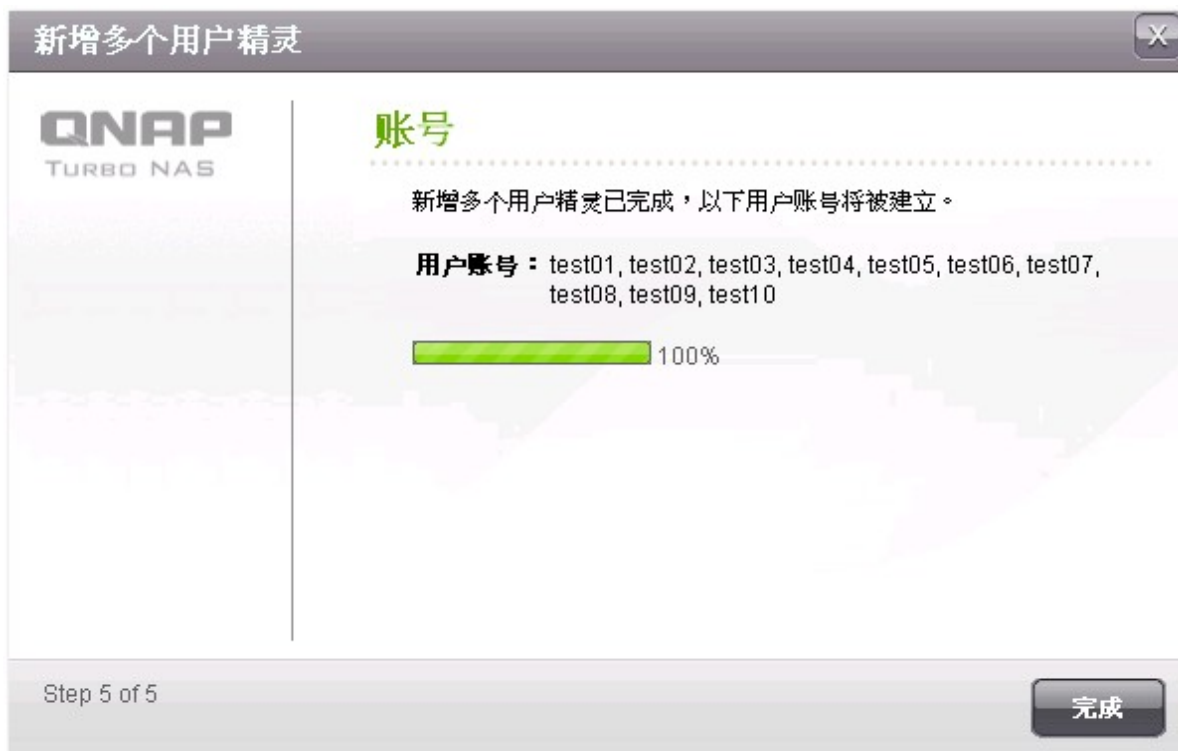 新增多个用户精灵
X
QNAP
TURBO NAS
账号
新增多个用户精灵已完成，以下用户账号将被建立。
用户账号：test01, test02, test03, test04, test05, test06, test07,
test08, test09, test10
100%
Step 5 of 5
完成